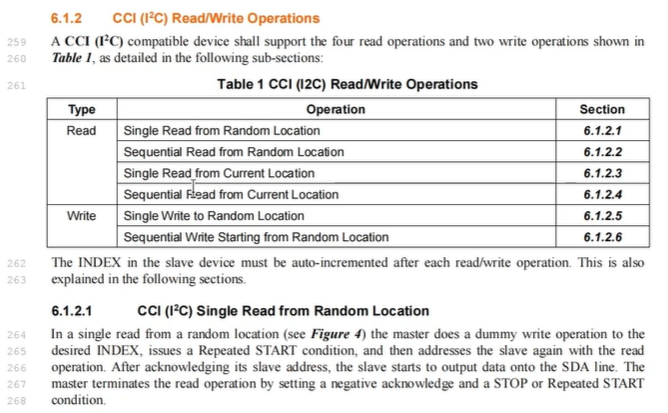 6.1.2 CCI (I²C) Read/Write Operations
259 A CCI (I²C) compatible device shall support the four read operations and two write operations shown in
260 Table 1, as detailed in the following sub-sections:
261 Table 1 CCI (I2C) Read/Write Operations
Type Operation Section
Read Single Read from Random Location 6.1.2.1
Sequential Read from Random Location 6.1.2.2
Single Read from Current Location 6.1.2.3
Sequential Read from Current Location 6.1.2.4
Write Single Write to Random Location 6.1.2.5
Sequential Write Starting from Random Location 6.1.2.6
262 The INDEX in the slave device must be auto-incremented after each read/write operation. This is also
263 explained in the following sections.
6.1.2.1 CCI (I²C) Single Read from Random Location
264 In a single read from a random location (see Figure 4) the master does a dummy write operation to the
265 desired INDEX, issues a Repeated START condition, and then addresses the slave again with the read
266 operation. After acknowledging its slave address, the slave starts to output data onto the SDA line. The
267 master terminates the read operation by setting a negative acknowledge and a STOP or Repeated START
268 condition.